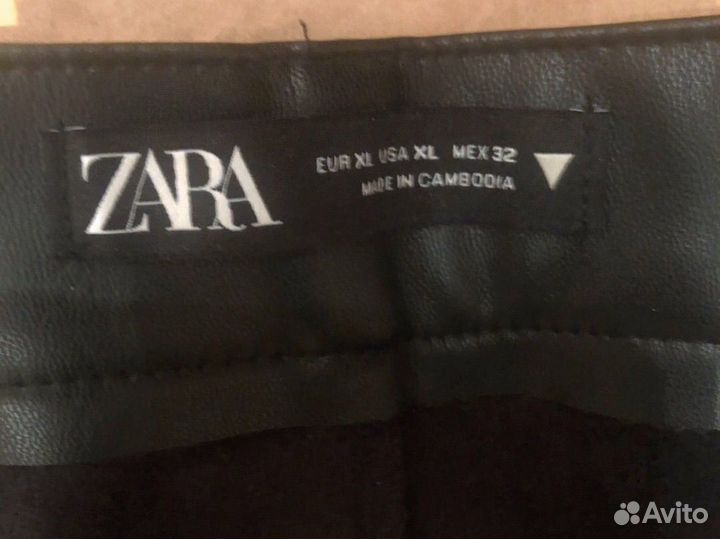 ZARA
EUR XL USA XL MEX 32
MADE IN CAMBODIA
Avito